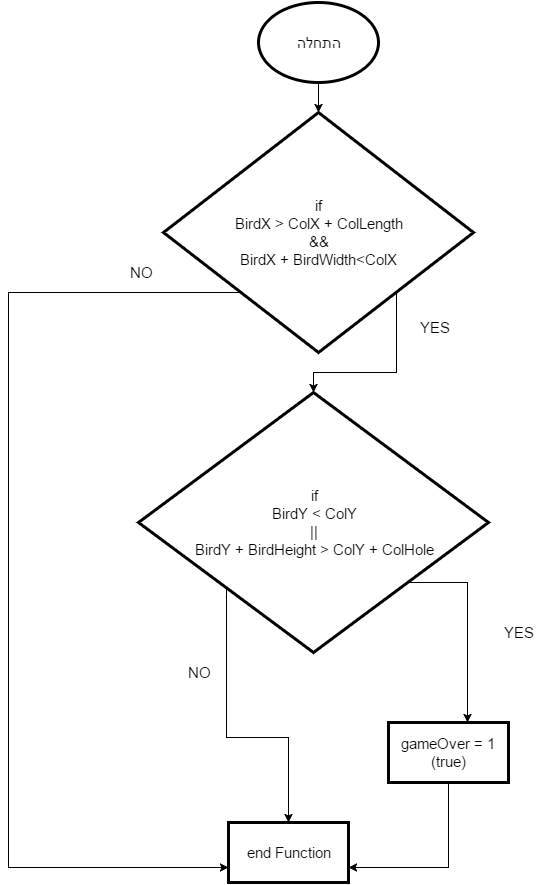 התחלה
if
BirdX > ColX + ColLength
&&
BirdX + BirdWidth<ColX
NO
YES
if
BirdY < ColY
||
BirdY + BirdHeight > ColY + ColHole
YES
NO
gameOver = 1
(true)
end Function